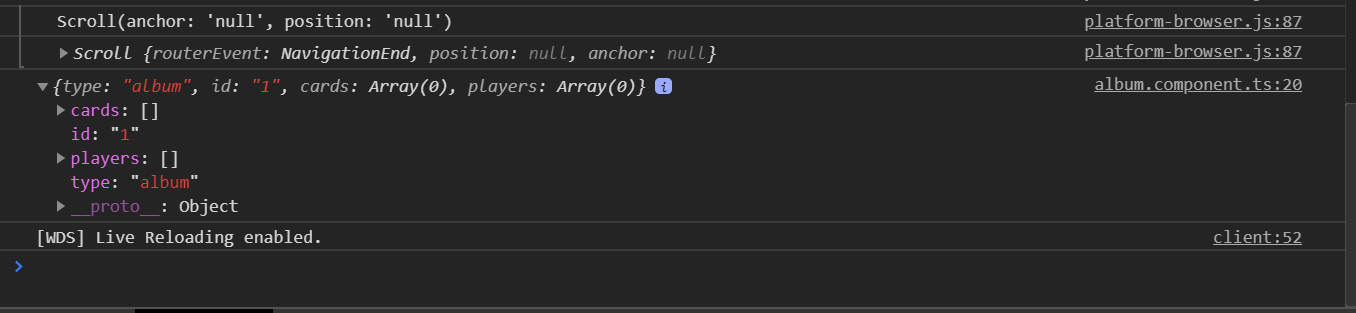 Scroll(anchor: 'null', position: 'null') platform-browser.js:87
Scroll {routerEvent: NavigationEnd, position: null, anchor: null} platform-browser.js:87
{type: "album", id: "1", cards: Array(0), players: Array(0)} i album.component.ts:20
cards: []
id: "1"
players: []
type: "album"
__proto__: Object
[WDS] Live Reloading enabled. client:52
>